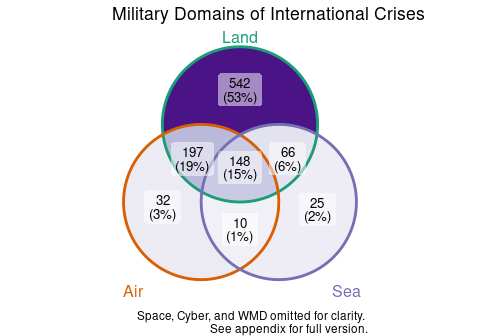 Military Domains of International Crises
Land
542
(53%)
197
(19%)
148
(15%)
66
(6%)
32
(3%)
10
(1%)
25
(2%)
Air
Sea
Space, Cyber, and WMD omitted for clarity.
See appendix for full version.